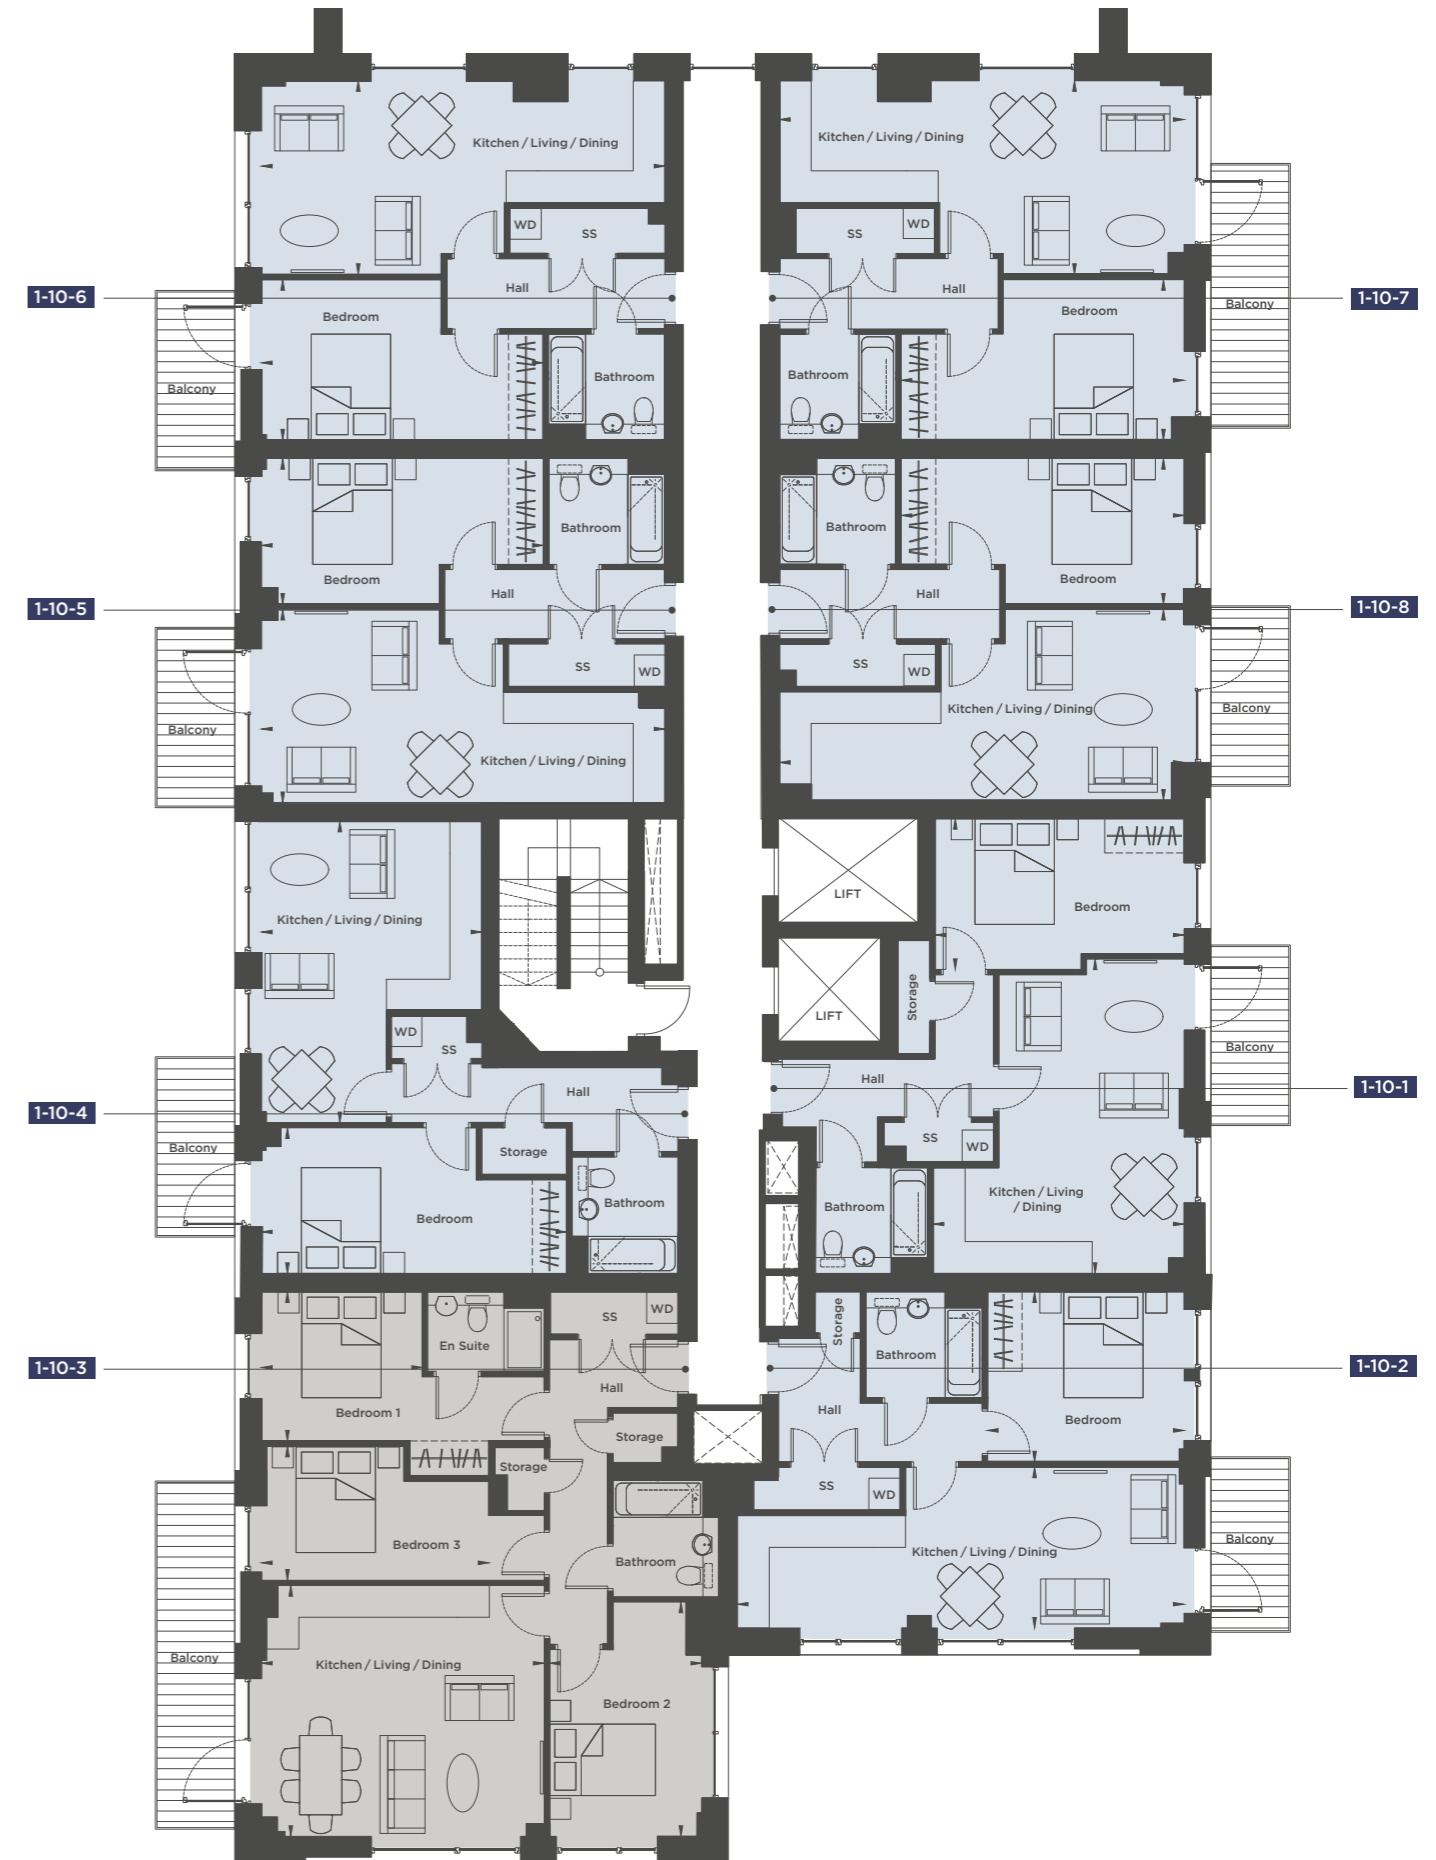 Kitchen / Living / Dining
WD
SS
Hall
1-10-6
Bedroom
Balcony
Bathroom
Kitchen / Living / Dining
WD
SS
Hall
1-10-7
Bedroom
Balcony
Bathroom
Bathroom
Bedroom
Hall
1-10-5
SS
WD
Balcony
Kitchen / Living / Dining
Bathroom
Bedroom
Hall
1-10-8
SS
WD
Kitchen / Living / Dining
Balcony
Kitchen / Living / Dining
WD
SS
Hall
1-10-4
Balcony
Storage
Bathroom
Bedroom
LIFT
LIFT
Bedroom
Storage
Balcony
Hall
1-10-1
SS
WD
Bathroom
Kitchen / Living
/ Dining
SS
WD
En Suite
1-10-3
Hall
Bedroom 1
Storage
Storage
Bedroom 3
Bathroom
Balcony
Kitchen / Living / Dining
Bedroom 2
Storage
Bathroom
1-10-2
Hall
Bedroom
SS
WD
Kitchen / Living / Dining
Balcony